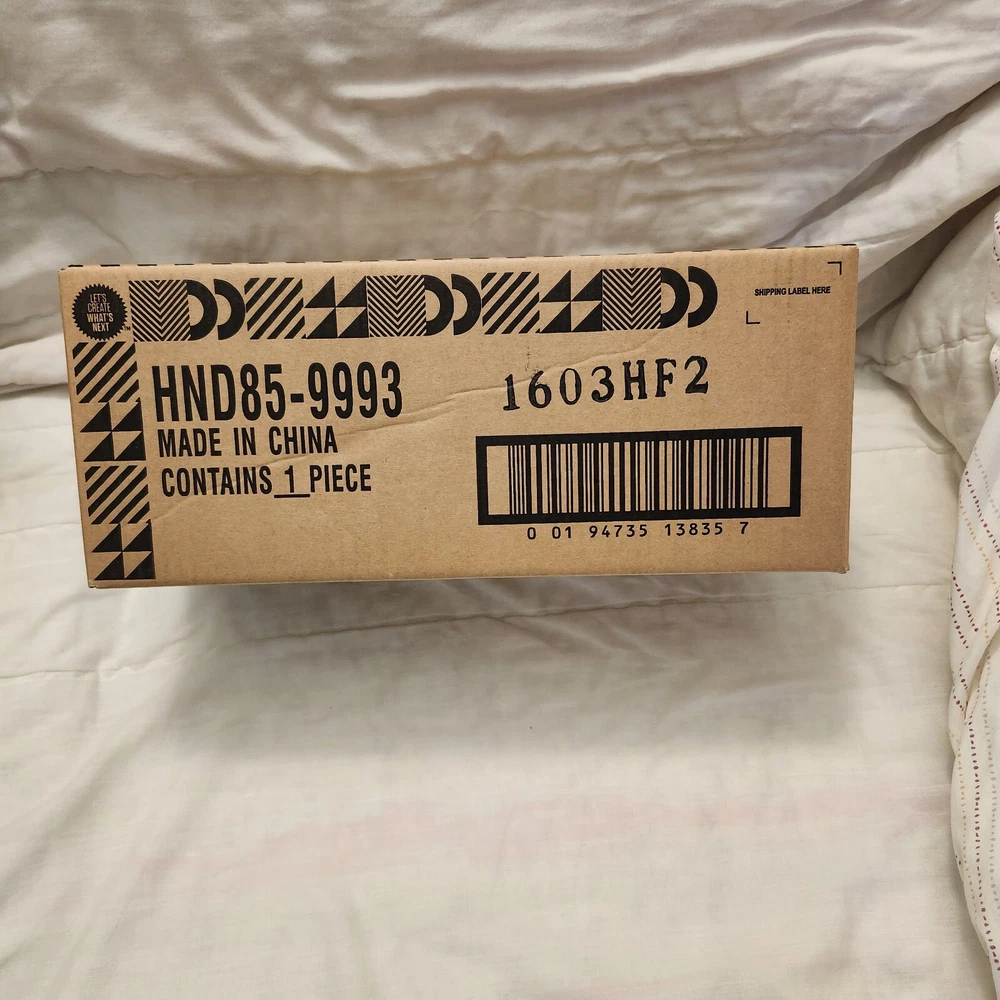 LET'S
CREATE
WHAT'S
NEXT
TM
SHIPPING LABEL HERE
HND85-9993
1603HF2
MADE IN CHINA
CONTAINS 1 PIECE
0 01 94735 13835 7